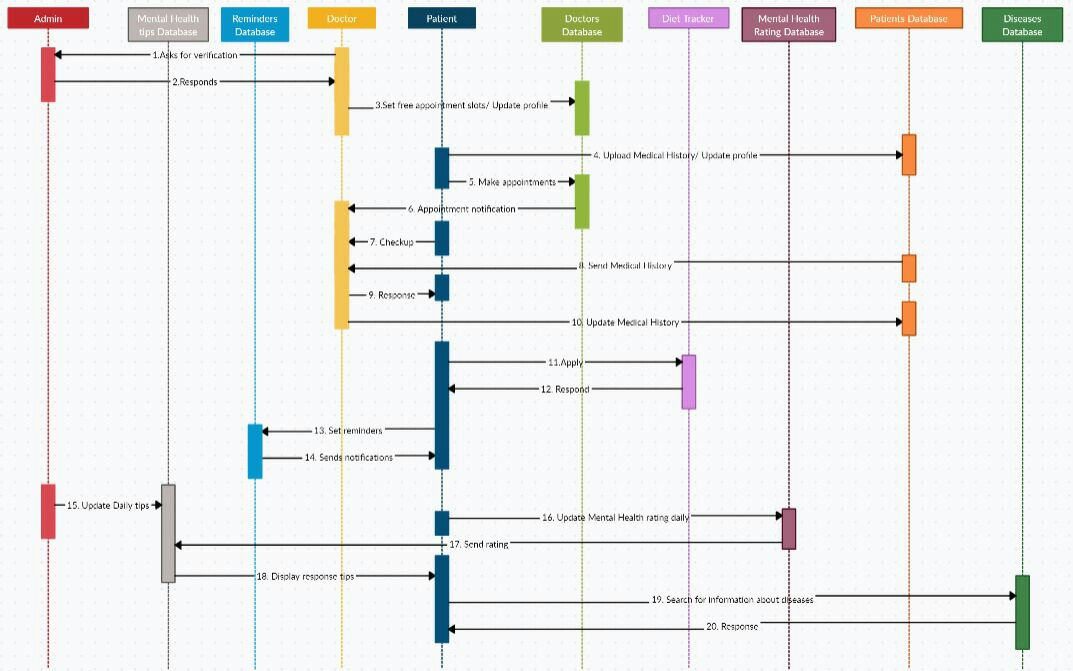 Admin
Mental Health
tips Database
Reminders
Database
Doctor
Patient
Doctors
Database
Diet Tracker
Mental Health
Rating Database
Patients Database
Diseases
Database
1.Asks for verification
2.Responds
3.Set free appointment slots/ Update profile
4. Upload Medical History/ Update profile
5. Make appointments
6. Appointment notification
7. Checkup
8. Send Medical History
9. Response
10. Update Medical History
11.Apply
12. Respond
13. Set reminders
14. Sends notifications
15. Update Daily tips
16. Update Mental Health rating daily
17. Send rating
18. Display response tips
19. Search for information about diseases
20. Response